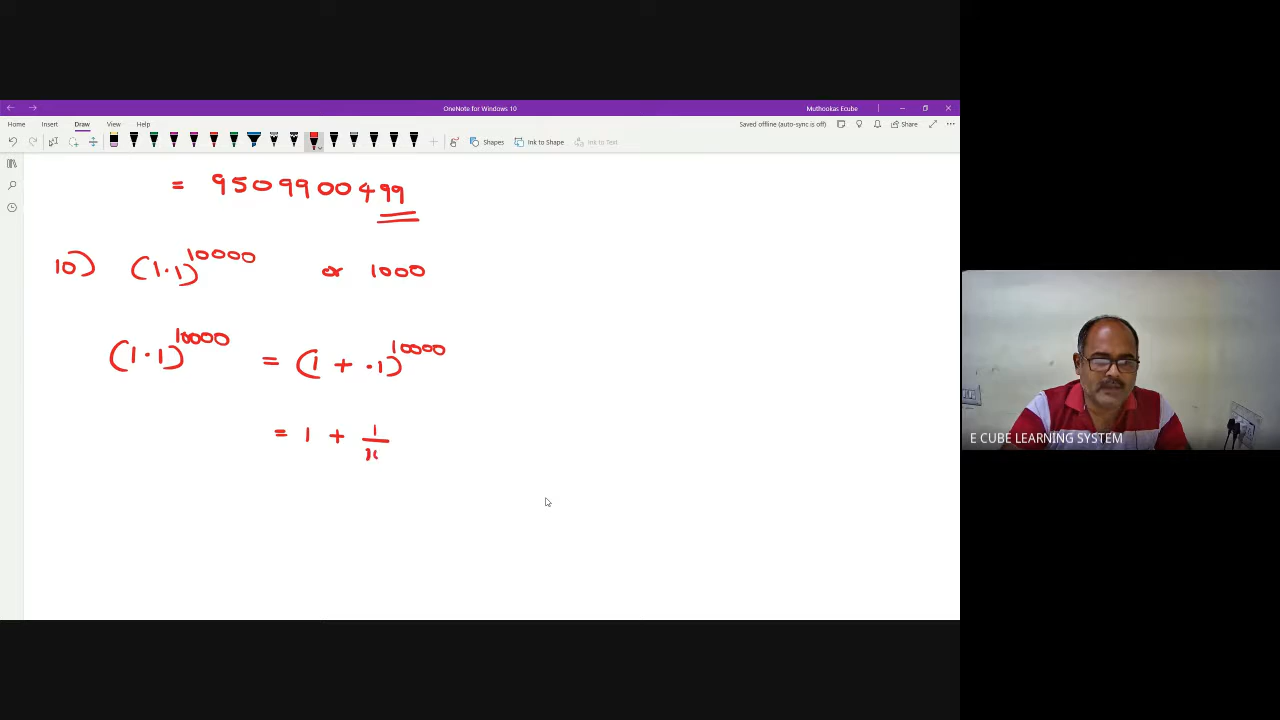 OneNote for Windows 10
Muthookas Ecube
Home Insert Draw View Help
Saved offline (auto-sync is off)
Share
Shapes Ink to Shape Ink to Text
= 9509900499
10) (1.1)^10000 or 1000
(1.1)^10000 = (1 + .1)^10000
= 1 + 1/
E CUBE LEARNING SYSTEM